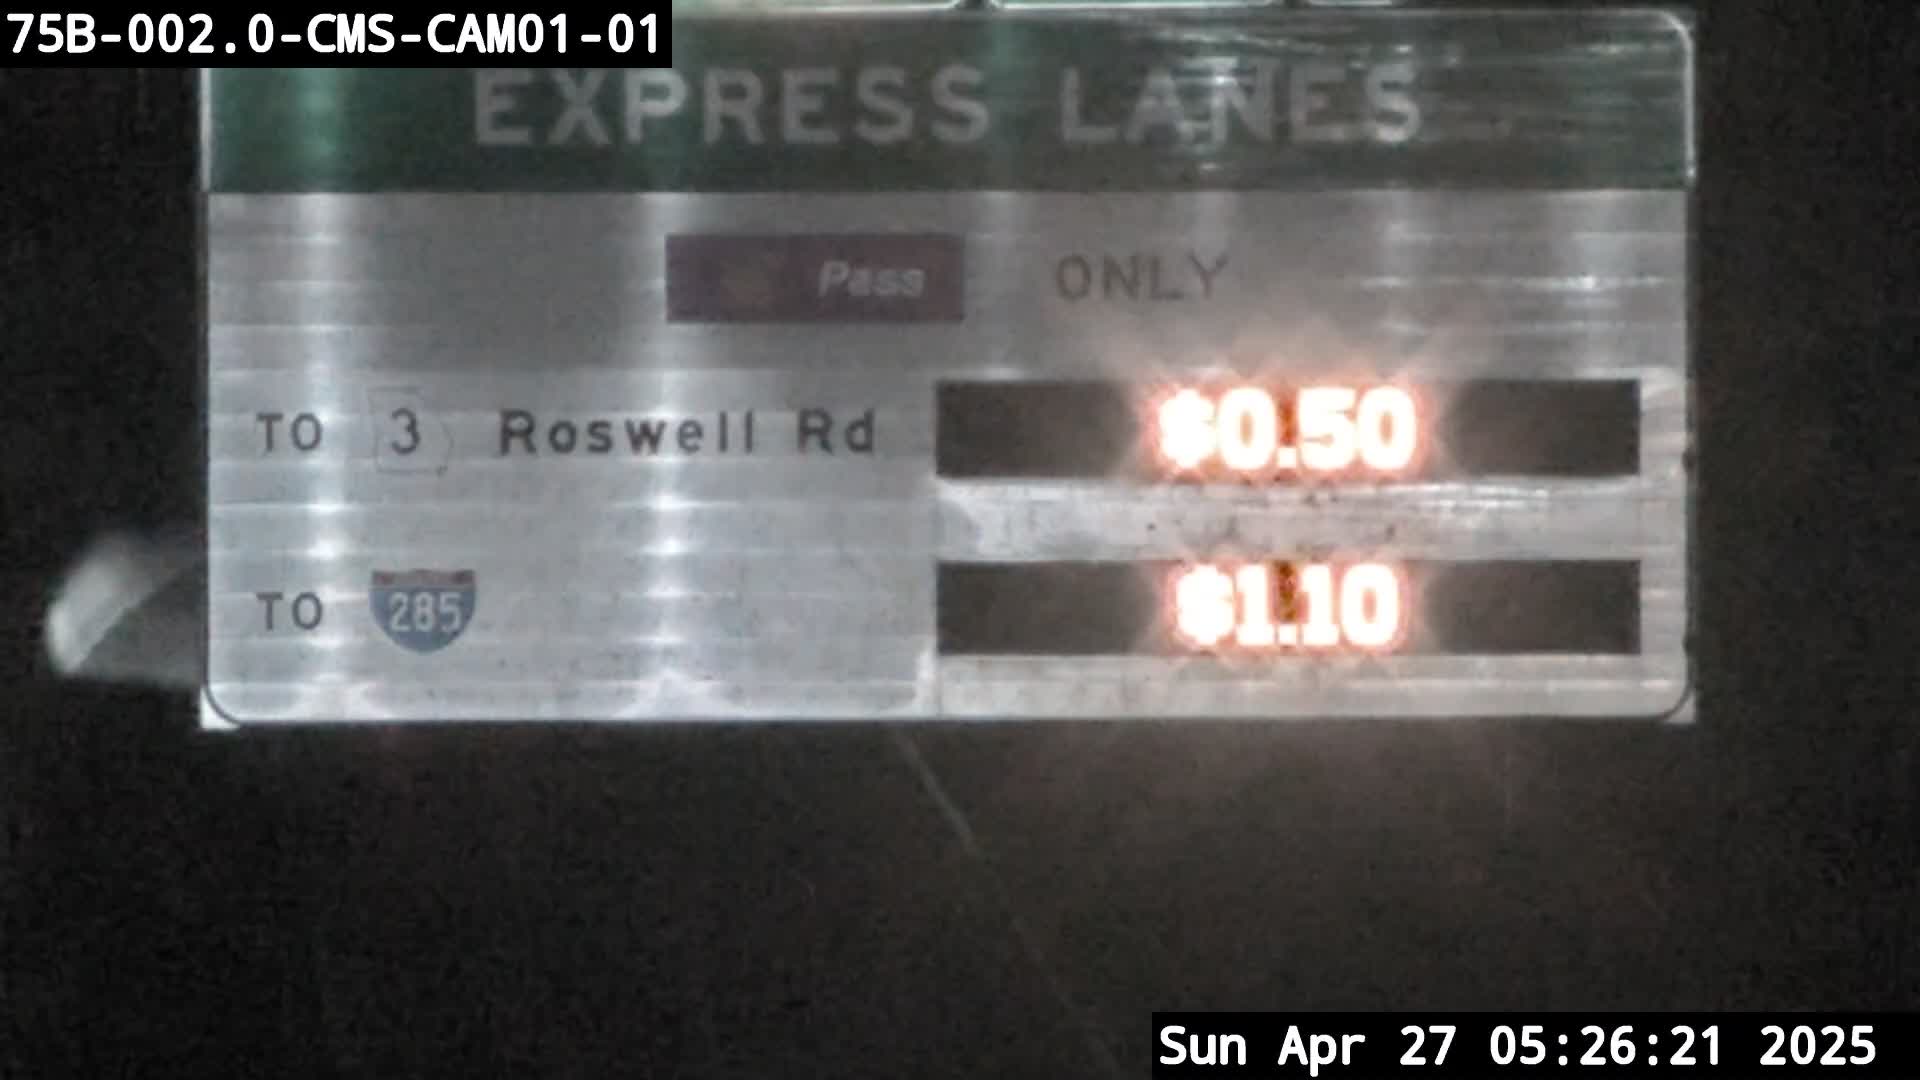 75B-002.0-CMS-CAM01-01
EXPRESS LANES
Pass ONLY
TO 3 Roswell Rd $0.50
TO 285 $1.10
Sun Apr 27 05:26:21 2025